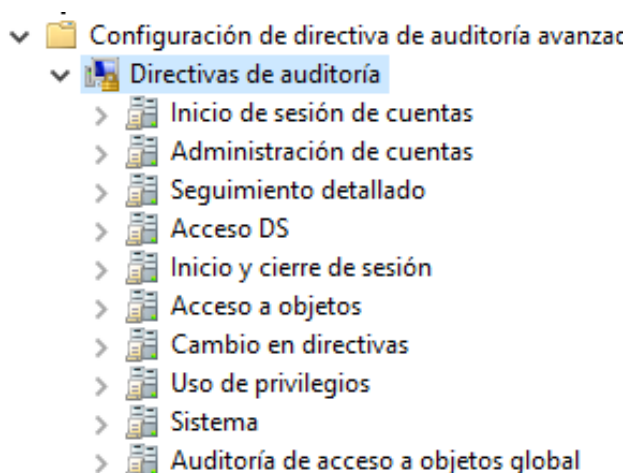 Configuración de directiva de auditoría avanzad
Directivas de auditoría
Inicio de sesión de cuentas
Administración de cuentas
Seguimiento detallado
Acceso DS
Inicio y cierre de sesión
Acceso a objetos
Cambio en directivas
Uso de privilegios
Sistema
Auditoría de acceso a objetos global